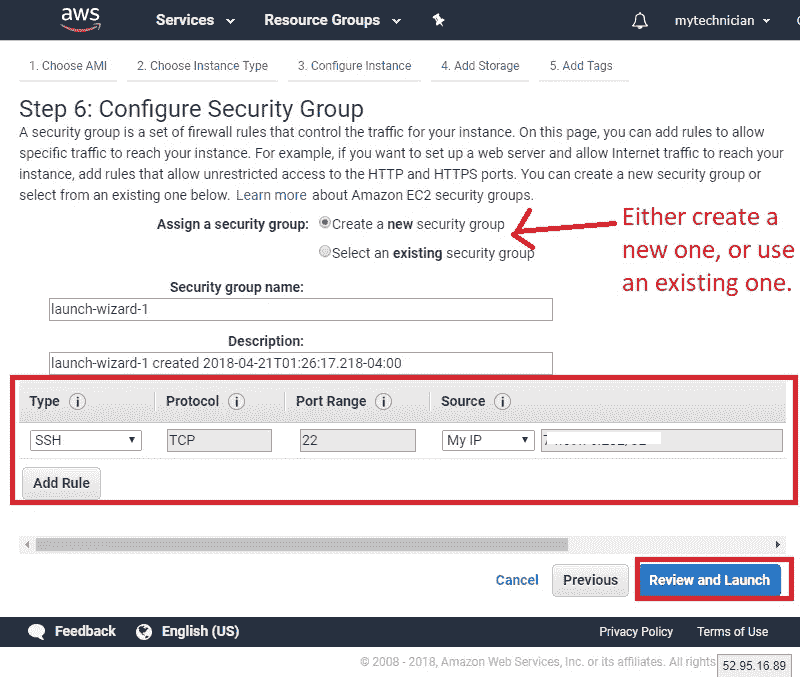 aws
Services
Resource Groups
mytechnician
1. Choose AMI
2. Choose Instance Type
3. Configure Instance
4. Add Storage
5. Add Tags
Step 6: Configure Security Group
A security group is a set of firewall rules that control the traffic for your instance. On this page, you can add rules to allow
specific traffic to reach your instance. For example, if you want to set up a web server and allow Internet traffic to reach your
instance, add rules that allow unrestricted access to the HTTP and HTTPS ports. You can create a new security group or
select from an existing one below. Learn more about Amazon EC2 security groups.
Assign a security group:
Create a new security group
Select an existing security group
Either create a
new one, or use
an existing one.
Security group name:
launch-wizard-1
Description:
launch-wizard-1 created 2018-04-21T01:26:17.218-04:00
Type
Protocol
Port Range
Source
SSH
TCP
22
My IP
Add Rule
Cancel
Previous
Review and Launch
Feedback
English (US)
Privacy Policy
Terms of Use
© 2008 - 2018, Amazon Web Services, Inc. or its affiliates. All rights
52.95.16.89